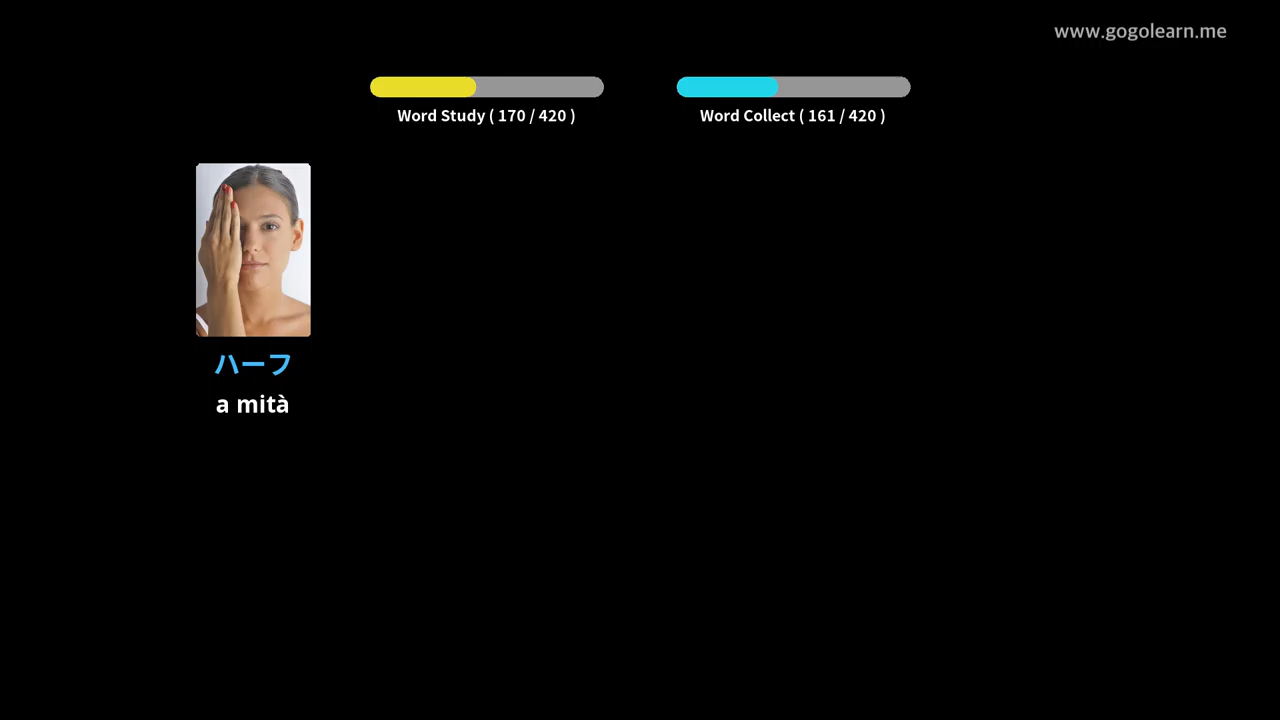 www.gogolearn.me
Word Study ( 170 / 420 )
Word Collect ( 161 / 420 )
ハーフ
a mità